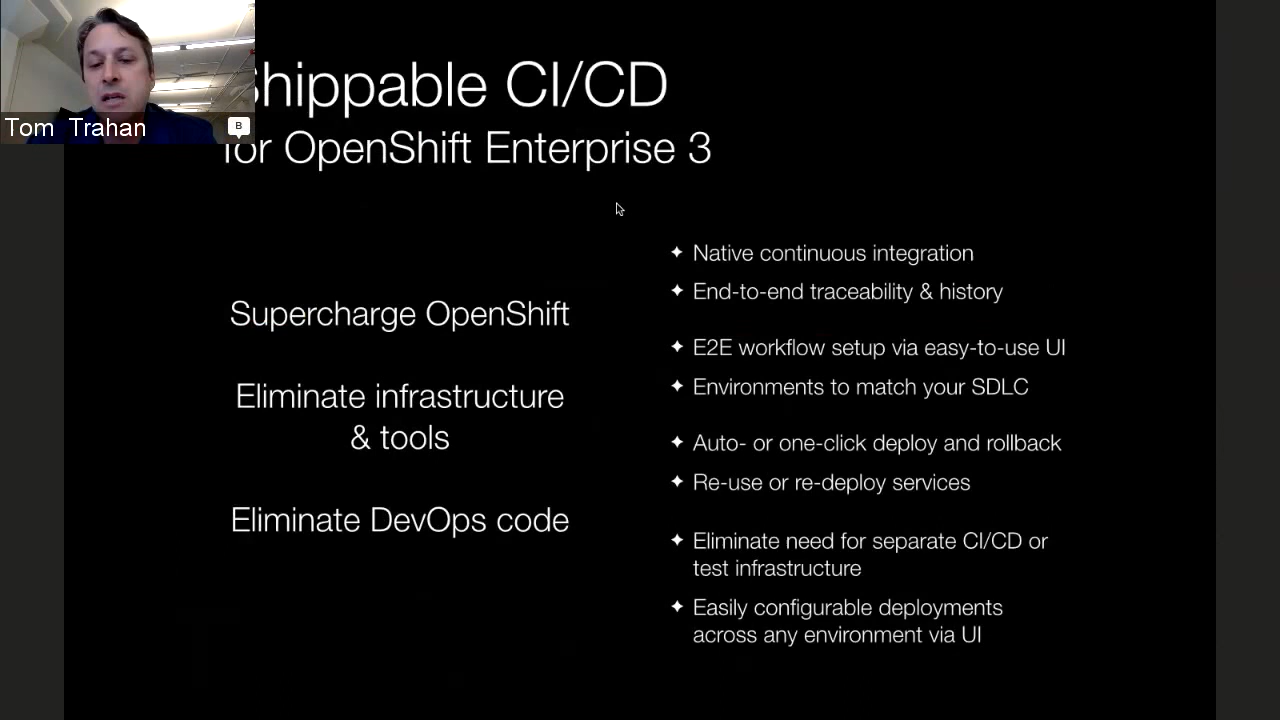 Tom Trahan
B
Shippable CI/CD
for OpenShift Enterprise 3
Supercharge OpenShift
Eliminate infrastructure
& tools
Eliminate DevOps code
Native continuous integration
End-to-end traceability & history
E2E workflow setup via easy-to-use UI
Environments to match your SDLC
Auto- or one-click deploy and rollback
Re-use or re-deploy services
Eliminate need for separate CI/CD or
test infrastructure
Easily configurable deployments
across any environment via UI